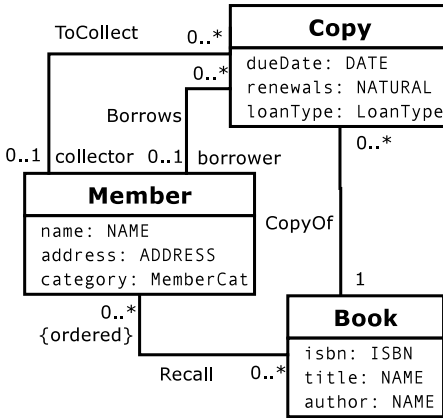 ToCollect
0..*
Copy
dueDate: DATE
renewals: NATURAL
loanType: LoanType
0..*
Borrows
0..*
0..1 collector
0..1 borrower
Member
name: NAME
address: ADDRESS
category: MemberCat
CopyOf
1
0..*
{ordered}
Recall
0..*
Book
isbn: ISBN
title: NAME
author: NAME